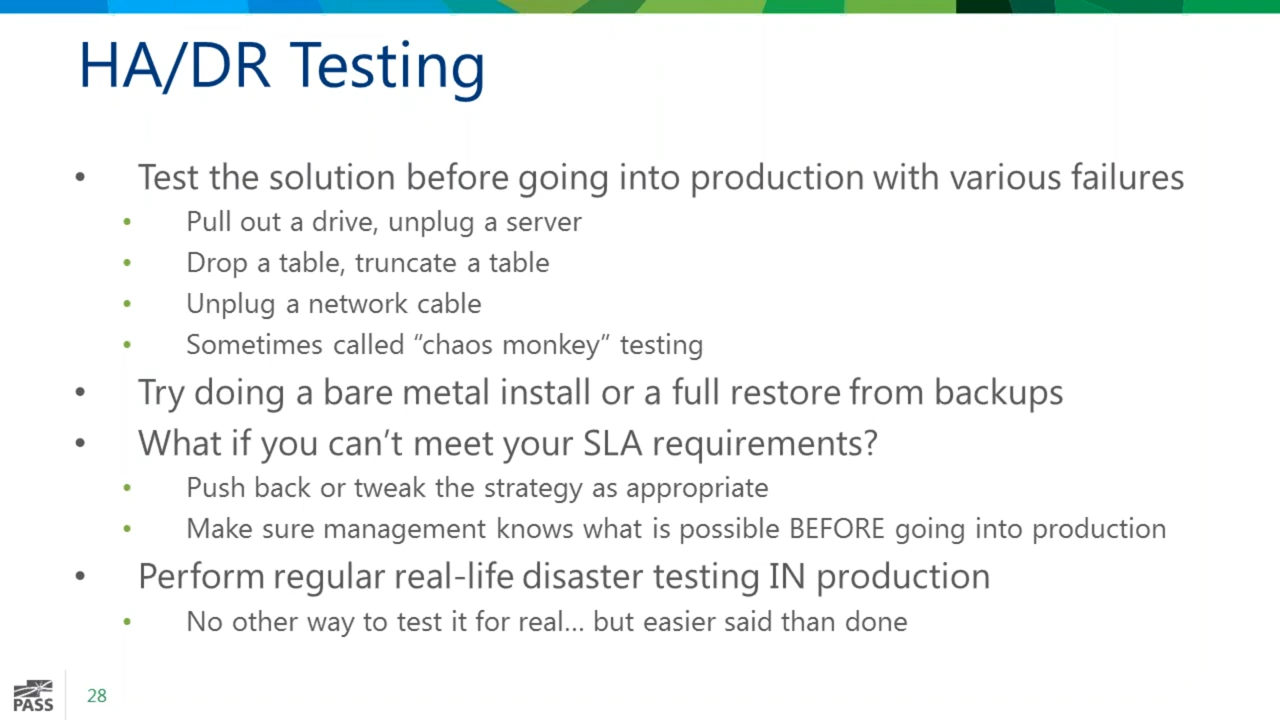 HA/DR Testing
• Test the solution before going into production with various failures
• Pull out a drive, unplug a server
• Drop a table, truncate a table
• Unplug a network cable
• Sometimes called ”chaos monkey” testing
• Try doing a bare metal install or a full restore from backups
• What if you can’t meet your SLA requirements?
• Push back or tweak the strategy as appropriate
• Make sure management knows what is possible BEFORE going into production
• Perform regular real-life disaster testing IN production
• No other way to test it for real… but easier said than done
PASS
28